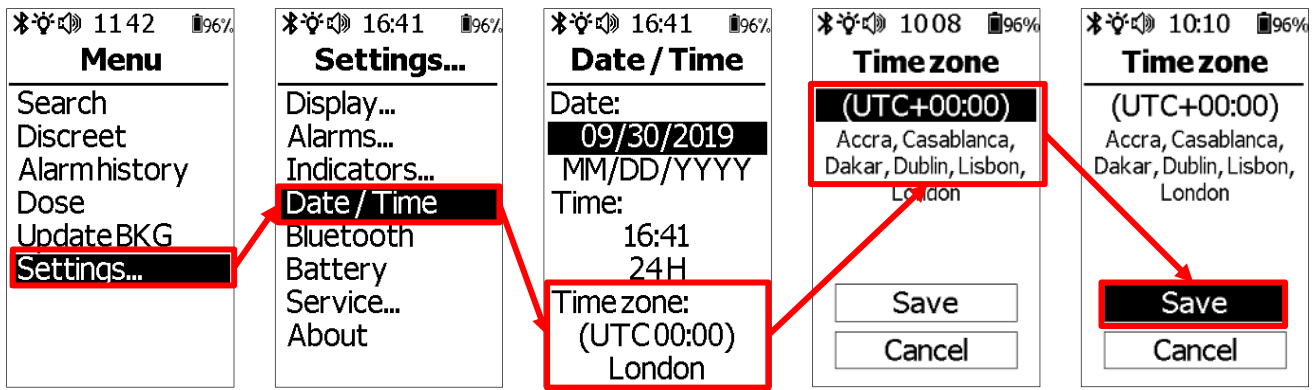 11 42 96%
Menu
Search
Discreet
Alarm history
Dose
Update BKG
Settings...
16:41 96%
Settings...
Display...
Alarms...
Indicators...
Date / Time
Bluetooth
Battery
Service...
About
16:41 96%
Date / Time
Date:
09/30/2019
MM/DD/YYYY
Time:
16:41
24H
Time zone:
(UTC 00:00)
London
10 08 96%
Time zone
(UTC+00:00)
Accra, Casablanca,
Dakar, Dublin, Lisbon,
London
Save
Cancel
10:10 96%
Time zone
(UTC+00:00)
Accra, Casablanca,
Dakar, Dublin, Lisbon,
London
Save
Cancel